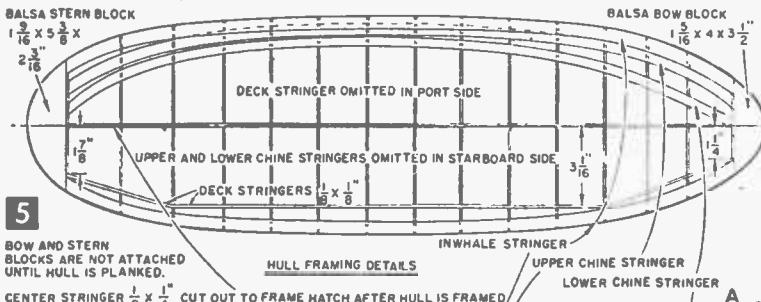 BALSA STERN BLOCK
1 9/16 X 5 3/8 X
2 3/16"
BALSA BOW BLOCK
1 5/16 X 4 X 3 1/2"
DECK STRINGER OMITTED IN PORT SIDE
1 7/8"
UPPER AND LOWER CHINE STRINGERS OMITTED IN STARBOARD SIDE
3 1/16"
1 1/4"
DECK STRINGERS 1/8 X 1/8"
5
BOW AND STERN
BLOCKS ARE NOT ATTACHED
UNTIL HULL IS PLANKED.
HULL FRAMING DETAILS
INWHALE STRINGER
UPPER CHINE STRINGER
LOWER CHINE STRINGER
CENTER STRINGER 1/8 X 1/8" CUT OUT TO FRAME HATCH AFTER HULL IS FRAMED
A